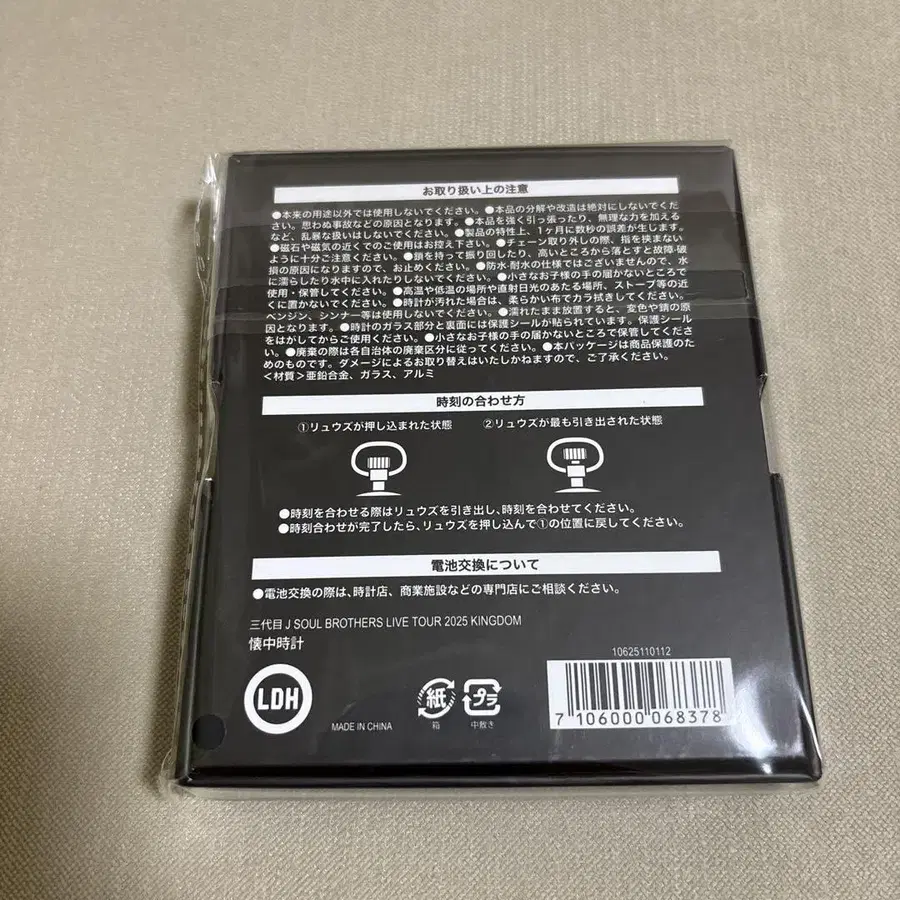 お取り扱い上の注意
●本来の用途以外では使用しないでください。●本品の分解や改造は絶対にしないでくだ
さい。思わぬ事故などの原因となります。●本品を強く引っ張ったり、無理な力を加える
など、乱暴な扱いはしないでください。●製品の特性上、1ヶ月に数秒の誤差が生じます。
●磁石や磁気の近くでのご使用はお控え下さい。●チェーン取り外しの際、指を挟まない
ように十分ご注意ください。●鎖を持って振り回したり、高いところから落とすと故障・破
損の原因になりますので、お止めください。●防水・耐水の仕様ではございませんので、水
に濡らしたり水中に入れたりしないでください。●小さなお子様の手の届かないところで
使用・保管してください。●高温や低温の場所や直射日光のあたる場所、ストーブ等の近
くに置かないでください。●時計が汚れた場合は、柔らかい布でカラ拭きしてください。
ベンジン、シンナー等は使用しないでください。●濡れたまま放置すると、変色や錆の原
因となります。●時計のガラス部分と裏面には保護シールが貼られています。保護シール
をはがしてからご使用ください。●小さなお子様の手の届かないところで保管してくださ
い。●廃棄の際は各自治体の廃棄区分に従ってください。●本パッケージは商品保護のた
めのものです。ダメージによるお取り替えはいたしかねますので、ご了承ください。
＜材質＞亜鉛合金、ガラス、アルミ
時刻の合わせ方
①リュウズが押し込まれた状態
②リュウズが最も引き出された状態
●時刻を合わせる際はリュウズを引き出し、時刻を合わせてください。
●時刻合わせが完了したら、リュウズを押し込んで①の位置に戻してください。
電池交換について
●電池交換の際は、時計店、商業施設などの専門店にご相談ください。
三代目 J SOUL BROTHERS LIVE TOUR 2025 KINGDOM
懐中時計
LDH
MADE IN CHINA
紙
箱
プラ
中敷き
10625110112
7 106000 068378